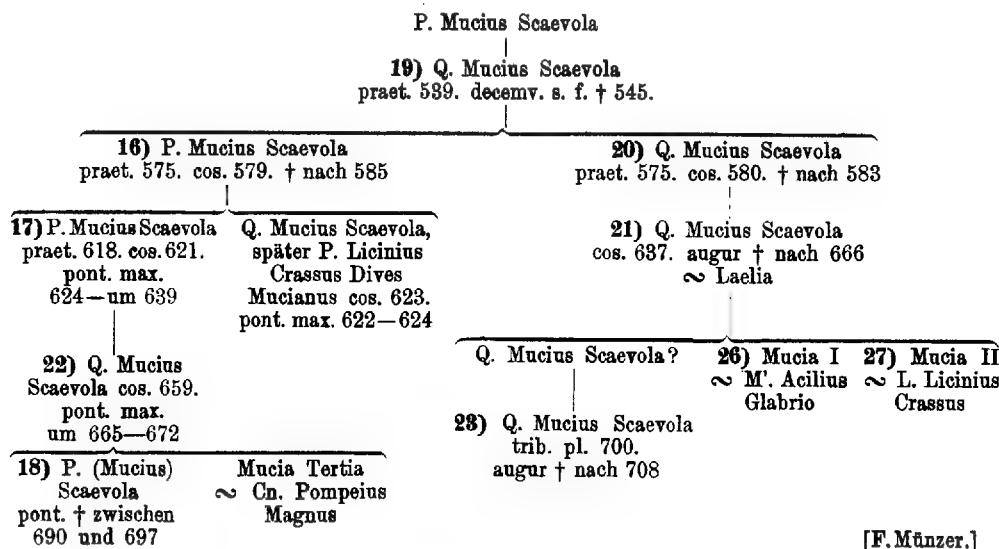 P. Mucius Scaevola
19) Q. Mucius Scaevola
praet. 539. decemv. s. f. † 545.
16) P. Mucius Scaevola
praet. 575. cos. 579. † nach 585
20) Q. Mucius Scaevola
praet. 575. cos. 580. † nach 583
17) P. Mucius Scaevola
praet. 618. cos. 621.
pont. max.
624—um 639
Q. Mucius Scaevola,
später P. Licinius
Crassus Dives
Mucianus cos. 623.
pont. max. 622—624
21) Q. Mucius Scaevola
cos. 637. augur † nach 666
∾ Laelia
22) Q. Mucius
Scaevola cos. 659.
pont. max.
um 665—672
Q. Mucius Scaevola?
26) Mucia I
∾ M'. Acilius
Glabrio
27) Mucia II
∾ L. Licinius
Crassus
23) Q. Mucius Scaevola
trib. pl. 700.
augur † nach 708
18) P. (Mucius)
Scaevola
pont. † zwischen
690 und 697
Mucia Tertia
∾ Cn. Pompeius
Magnus
[F. Münzer.]